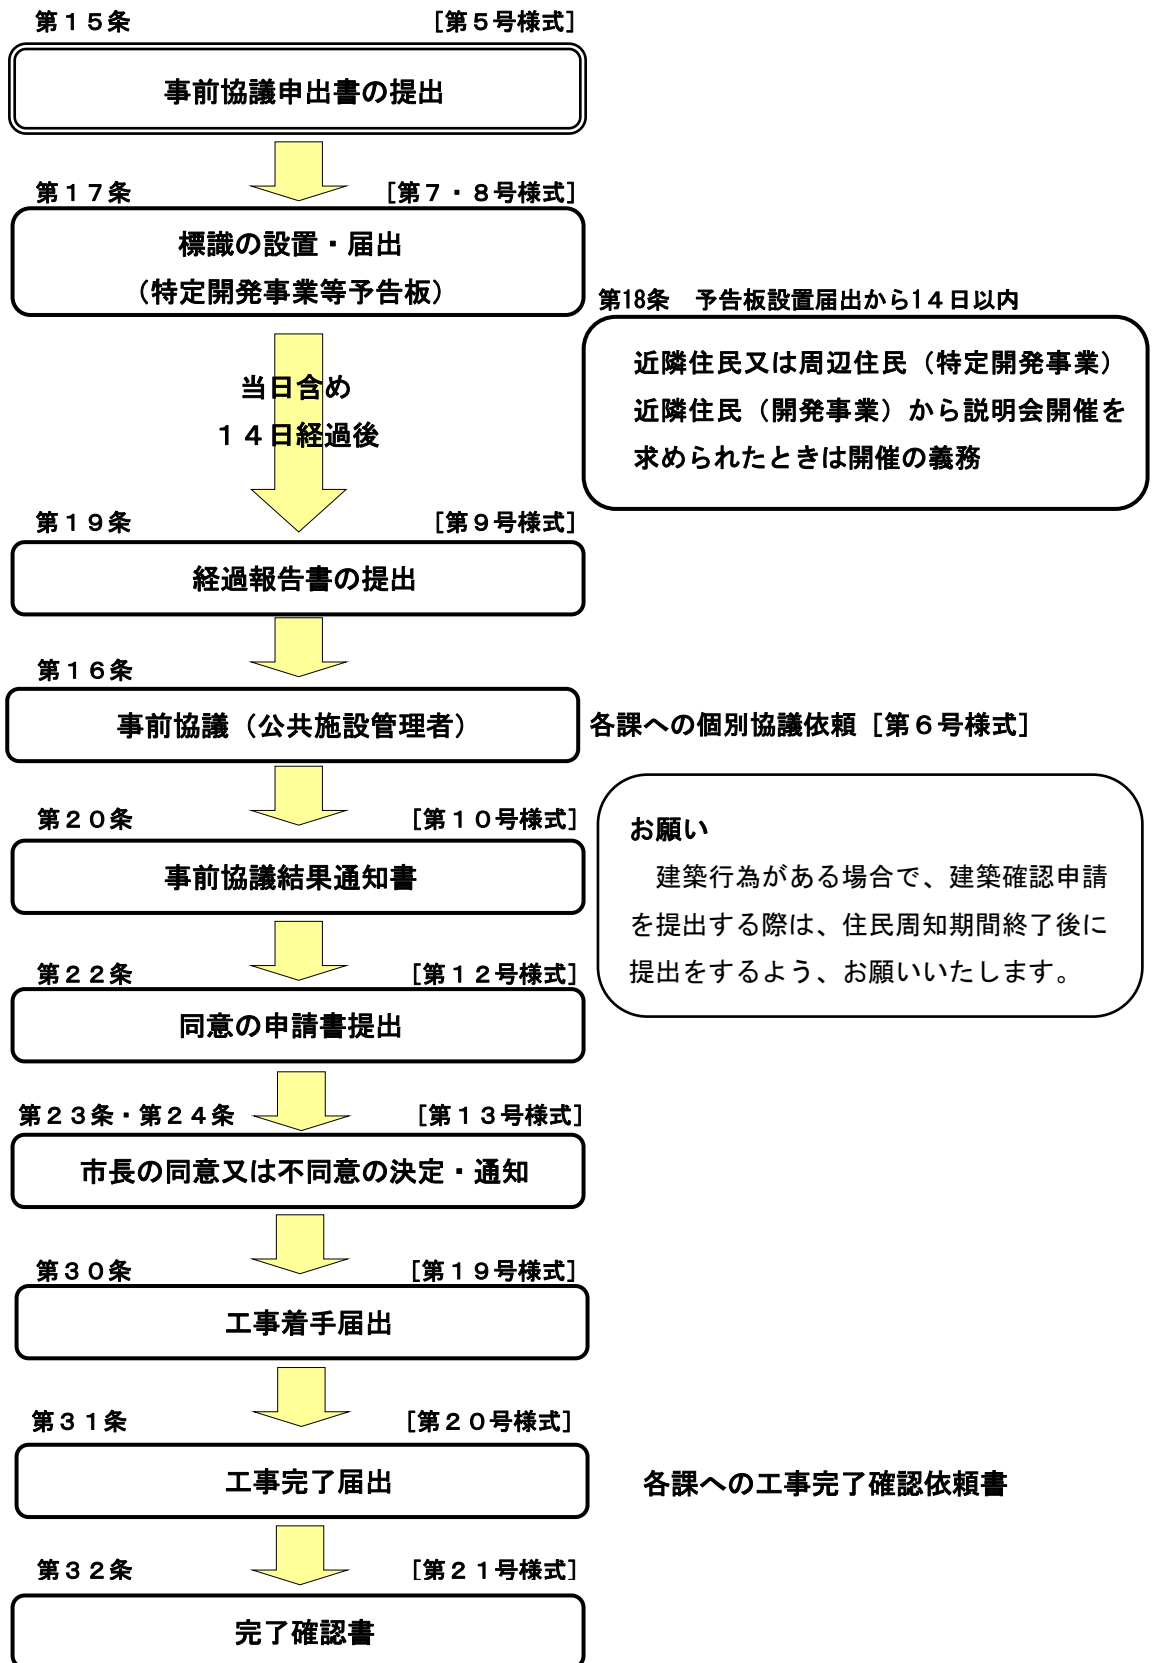 第１５条 [第５号様式]
事前協議申出書の提出
第１７条 [第７・８号様式]
標識の設置・届出
（特定開発事業等予告板）
第18条　予告板設置届出から１４日以内
近隣住民又は周辺住民（特定開発事業）
近隣住民（開発事業）から説明会開催を
求められたときは開催の義務
当日含め
１４日経過後
第１９条 [第９号様式]
経過報告書の提出
第１６条
事前協議（公共施設管理者）
各課への個別協議依頼［第６号様式］
第２０条 [第１０号様式]
事前協議結果通知書
お願い
　建築行為がある場合で、建築確認申請
を提出する際は、住民周知期間終了後に
提出をするよう、お願いいたします。
第２２条 [第１２号様式]
同意の申請書提出
第２３条・第２４条 [第１３号様式]
市長の同意又は不同意の決定・通知
第３０条 [第１９号様式]
工事着手届出
第３１条 [第２０号様式]
工事完了届出
各課への工事完了確認依頼書
第３２条 [第２１号様式]
完了確認書